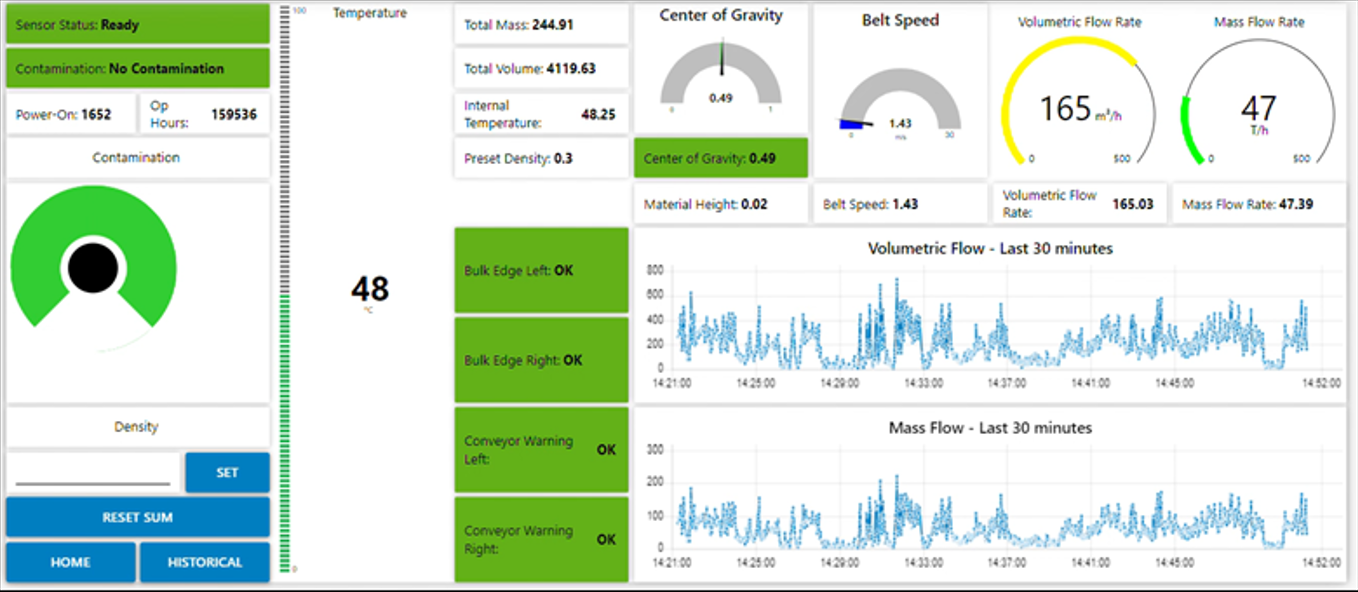 Sensor Status: Ready
Contamination: No Contamination
Power-On: 1652
Op Hours: 159536
Contamination
Density
SET
RESET SUM
HOME
HISTORICAL
100
Temperature
48
°C
0
Total Mass: 244.91
Total Volume: 4119.63
Internal
Temperature: 48.25
Preset Density: 0.3
Bulk Edge Left: OK
Bulk Edge Right: OK
Conveyor Warning
Left: OK
Conveyor Warning
Right: OK
Center of Gravity
0.49
0
1
Center of Gravity: 0.49
Material Height: 0.02
Belt Speed
1.43
m/s
0
30
Belt Speed: 1.43
Volumetric Flow Rate
165 m³/h
0
500
Volumetric Flow
Rate: 165.03
Mass Flow Rate
47
T/h
0
500
Mass Flow Rate: 47.39
Volumetric Flow - Last 30 minutes
800
600
400
200
0
14:21:00 14:25:00 14:29:00 14:33:00 14:37:00 14:41:00 14:45:00 14:52:00
Mass Flow - Last 30 minutes
300
200
100
0
14:21:00 14:25:00 14:29:00 14:33:00 14:37:00 14:41:00 14:45:00 14:52:00